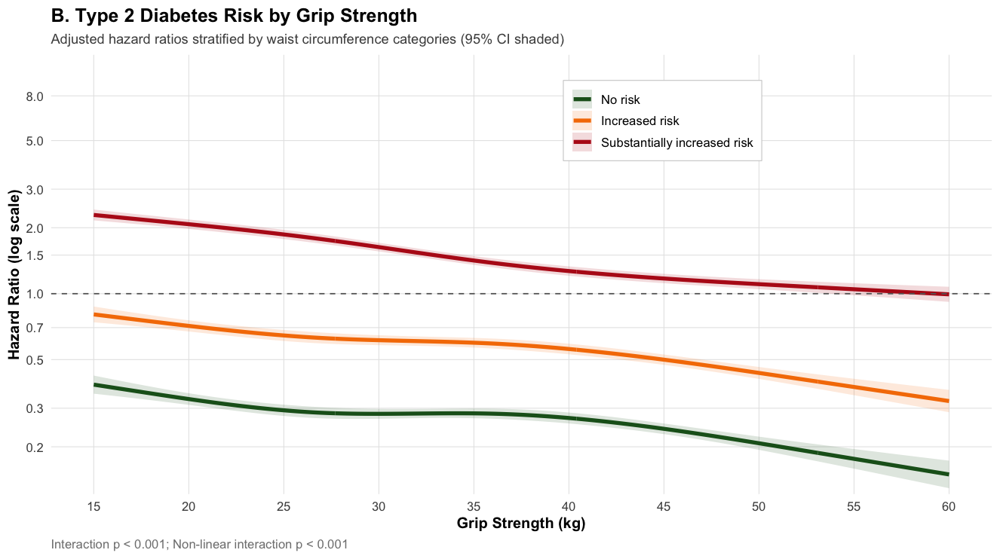 B. Type 2 Diabetes Risk by Grip Strength
Adjusted hazard ratios stratified by waist circumference categories (95% CI shaded)
No risk
Increased risk
Substantially increased risk
Hazard Ratio (log scale)
8.0
5.0
3.0
2.0
1.5
1.0
0.7
0.5
0.3
0.2
15 20 25 30 35 40 45 50 55 60
Grip Strength (kg)
Interaction p < 0.001; Non-linear interaction p < 0.001